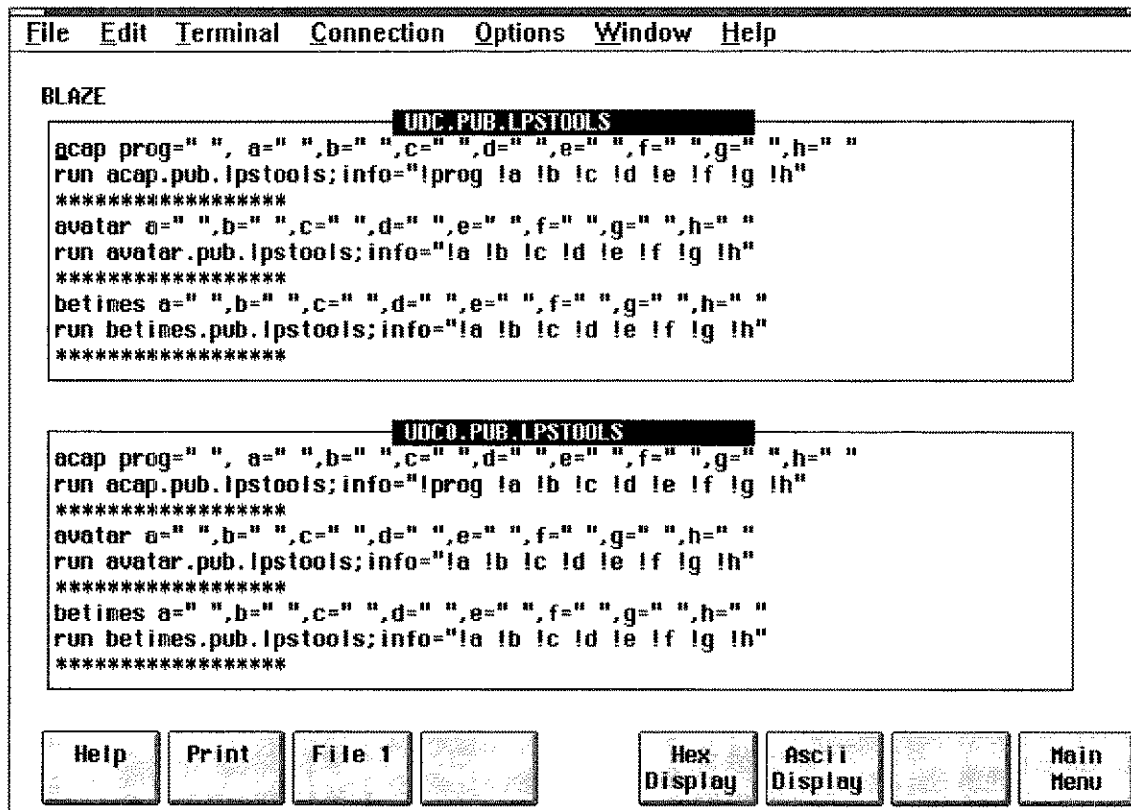 File Edit Terminal Connection Options Window Help
BLAZE
UDC.PUB.LPSTOOLS
acap prog=" ", a=" ",b=" ",c=" ",d=" ",e=" ",f=" ",g=" ",h=" "
run acap.pub.lpstools;info="!prog !a !b !c !d !e !f !g !h"
******************
avatar a=" ",b=" ",c=" ",d=" ",e=" ",f=" ",g=" ",h=" "
run avatar.pub.lpstools;info="!a !b !c !d !e !f !g !h"
******************
betimes a=" ",b=" ",c=" ",d=" ",e=" ",f=" ",g=" ",h=" "
run betimes.pub.lpstools;info="!a !b !c !d !e !f !g !h"
******************
UDC0.PUB.LPSTOOLS
acap prog=" ", a=" ",b=" ",c=" ",d=" ",e=" ",f=" ",g=" ",h=" "
run acap.pub.lpstools;info="!prog !a !b !c !d !e !f !g !h"
******************
avatar a=" ",b=" ",c=" ",d=" ",e=" ",f=" ",g=" ",h=" "
run avatar.pub.lpstools;info="!a !b !c !d !e !f !g !h"
******************
betimes a=" ",b=" ",c=" ",d=" ",e=" ",f=" ",g=" ",h=" "
run betimes.pub.lpstools;info="!a !b !c !d !e !f !g !h"
******************
Help Print File 1 Hex Ascii Main
Display Display Menu